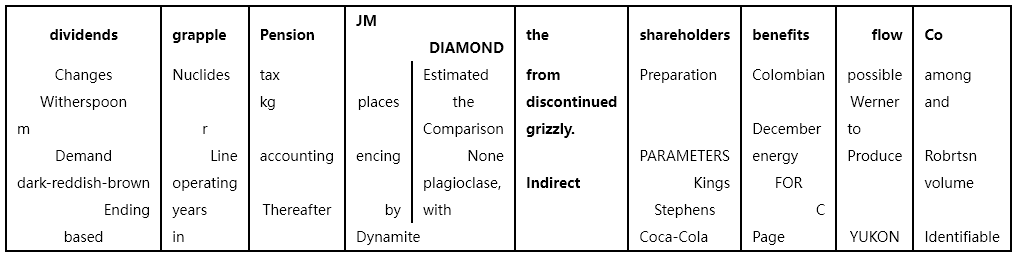 JM
dividends grapple Pension DIAMOND the shareholders benefits flow Co
Changes Nuclides tax Estimated from Preparation Colombian possible among
Witherspoon kg places the discontinued Werner and
m r Comparison grizzly. December to
Demand Line accounting encing None PARAMETERS energy Produce Robrtsn
dark-reddish-brown operating plagioclase, Indirect Kings FOR volume
Ending years Thereafter by with Stephens C
based in Dynamite Coca-Cola Page YUKON Identifiable